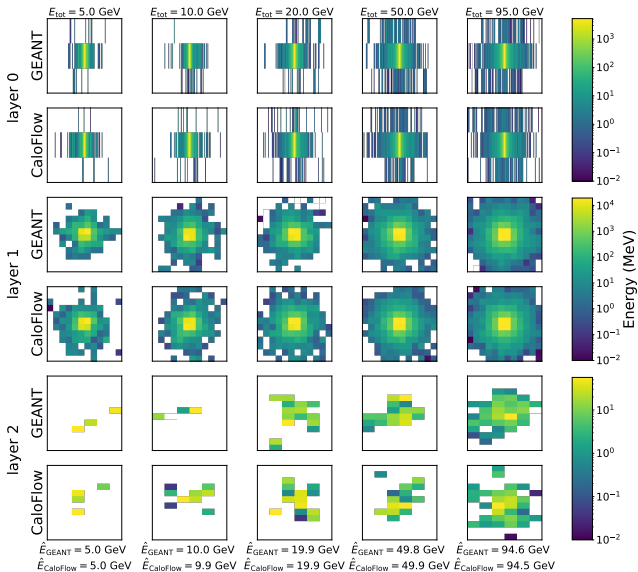 E_tot = 5.0 GeV E_tot = 10.0 GeV E_tot = 20.0 GeV E_tot = 50.0 GeV E_tot = 95.0 GeV
layer 0
GEANT
CaloFlow
10^3
10^2
10^1
10^0
10^−1
10^−2
layer 1
GEANT
CaloFlow
10^4
10^3
10^2
10^1
10^0
10^−1
10^−2
Energy (MeV)
layer 2
GEANT
CaloFlow
10^1
10^0
10^−1
10^−2
Ê_GEANT = 5.0 GeV Ê_GEANT = 10.0 GeV Ê_GEANT = 19.9 GeV Ê_GEANT = 49.8 GeV Ê_GEANT = 94.6 GeV
Ê_CaloFlow = 5.0 GeV Ê_CaloFlow = 9.9 GeV Ê_CaloFlow = 19.9 GeV Ê_CaloFlow = 49.9 GeV Ê_CaloFlow = 94.5 GeV